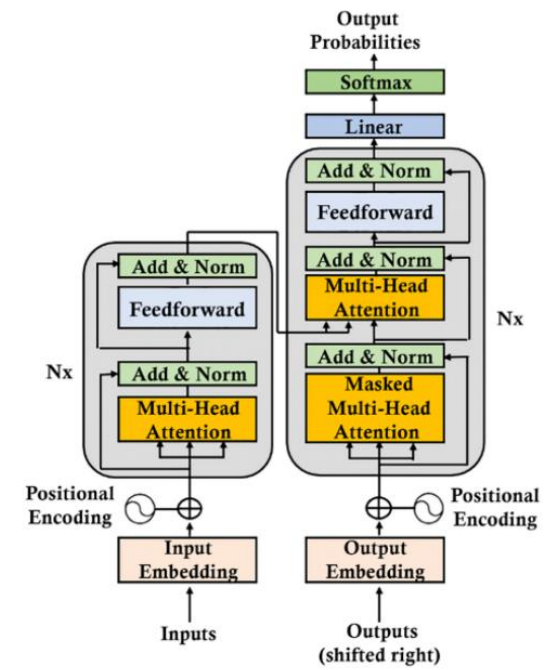 Output
Probabilities
Softmax
Linear
Add & Norm
Feedforward
Add & Norm
Multi-Head
Attention
Add & Norm
Masked
Multi-Head
Attention
Nx
Add & Norm
Feedforward
Add & Norm
Multi-Head
Attention
Nx
Positional
Encoding
Positional
Encoding
Input
Embedding
Output
Embedding
Inputs
Outputs
(shifted right)